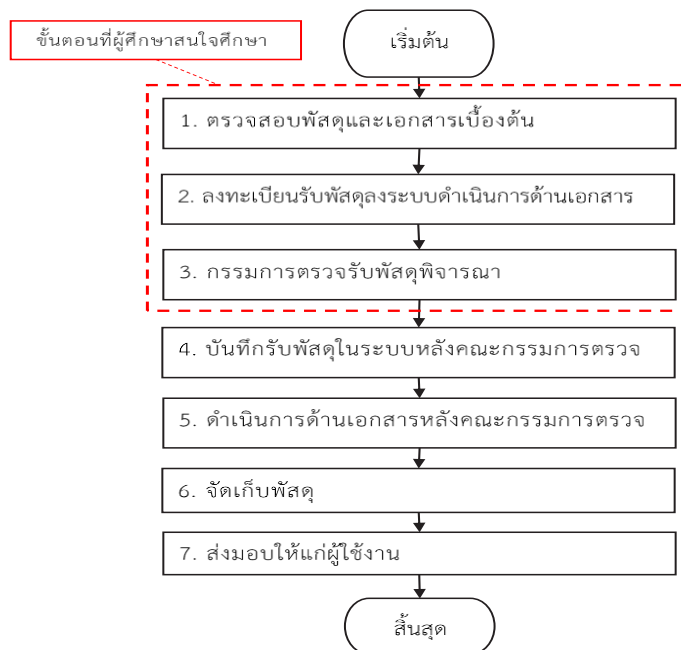 ขั้นตอนที่ผู้ศึกษาสนใจศึกษา
เริ่มต้น
1. ตรวจสอบพัสดุและเอกสารเบื้องต้น
2. ลงทะเบียนรับพัสดุลงระบบดำเนินการด้านเอกสาร
3. กรรมการตรวจรับพัสดุพิจารณา
4. บันทึกรับพัสดุในระบบหลังคณะกรรมการตรวจ
5. ดำเนินการด้านเอกสารหลังคณะกรรมการตรวจ
6. จัดเก็บพัสดุ
7. ส่งมอบให้แก่ผู้ใช้งาน
สิ้นสุด